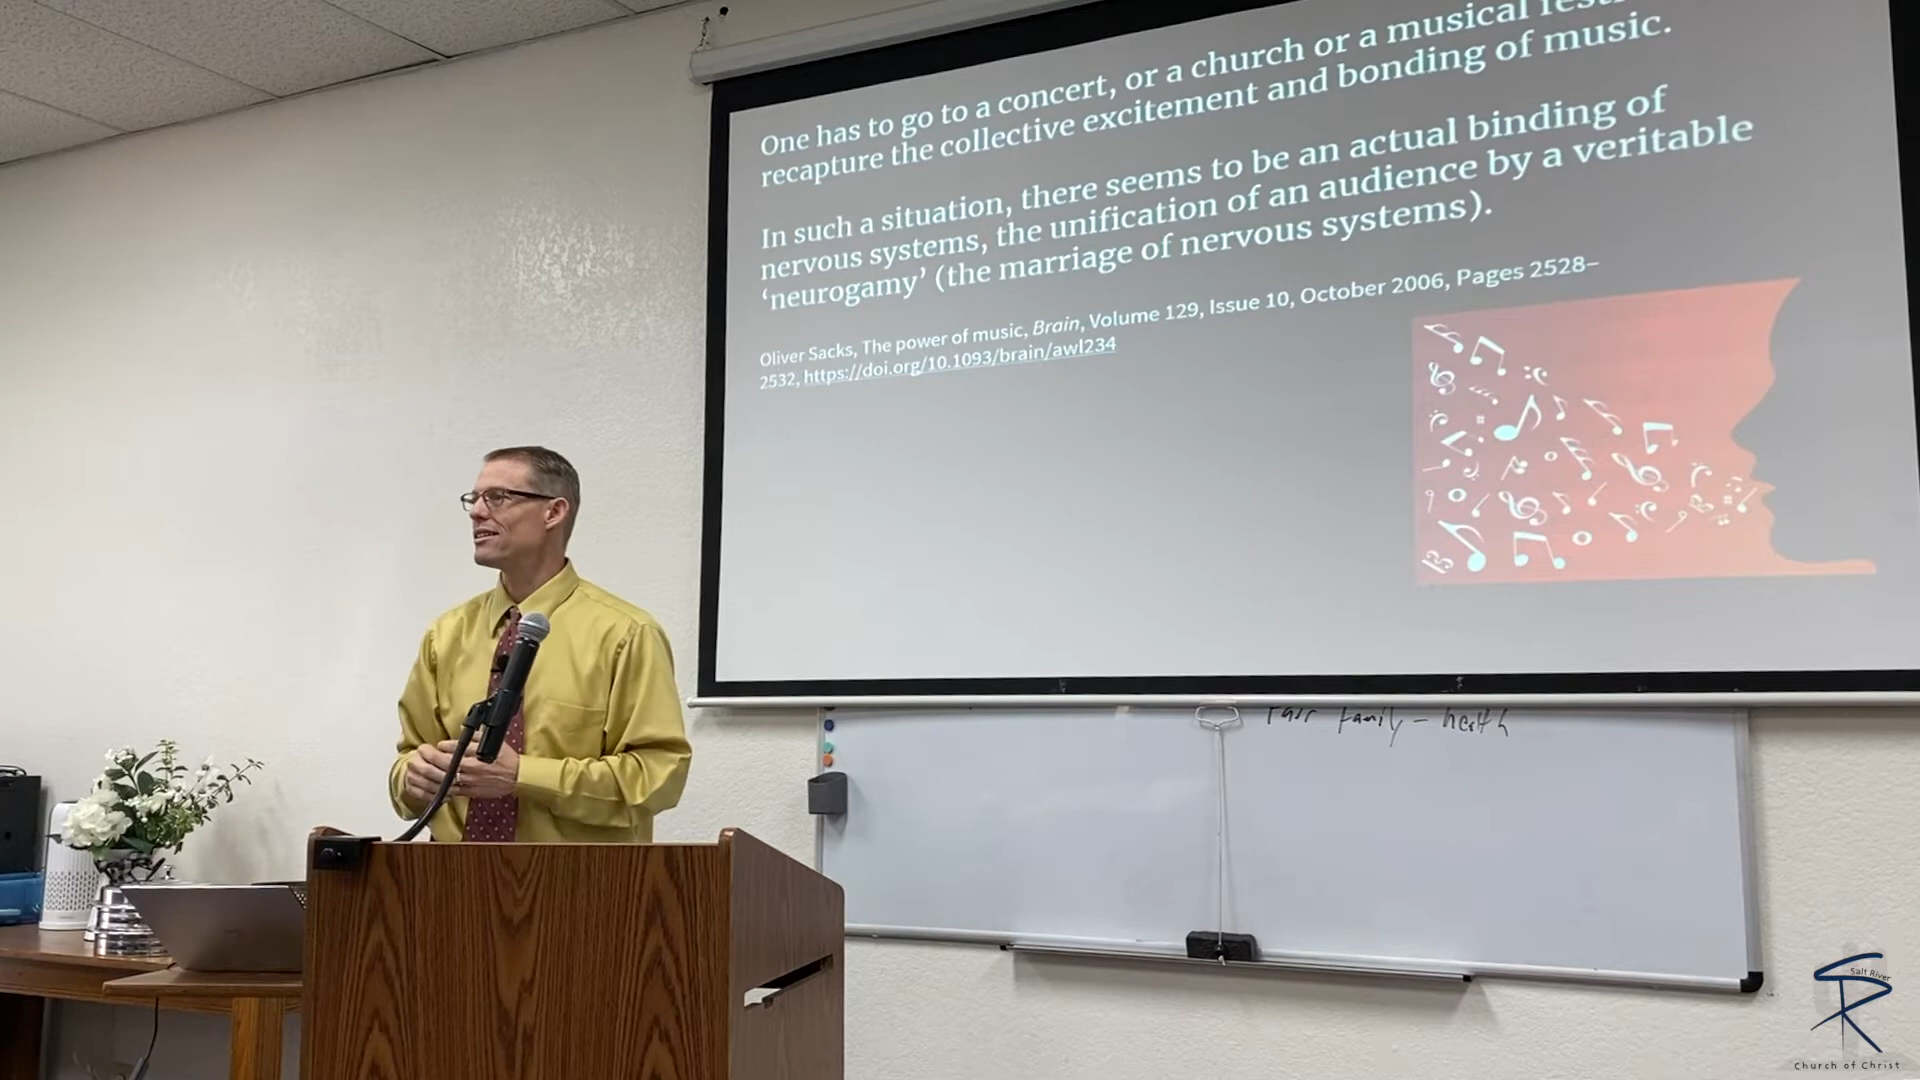 One has to go to a concert, or a church or a musical
recapture the collective excitement and bonding of music.
In such a situation, there seems to be an actual binding of
nervous systems, the unification of an audience by a veritable
‘neurogamy’ (the marriage of nervous systems).
Oliver Sacks, The power of music, Brain, Volume 129, Issue 10, October 2006, Pages 2528–
2532, https://doi.org/10.1093/brain/awl234
family – health
Salt River
Church of Christ